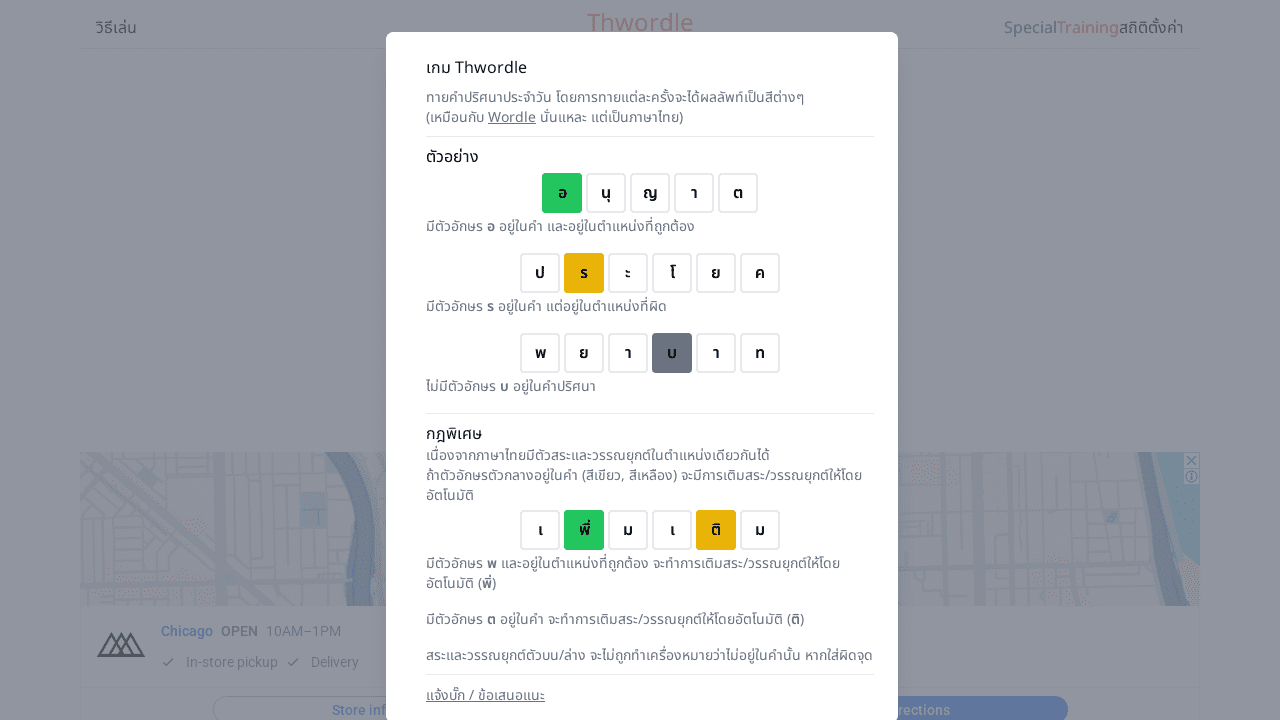 วิธีเล่น
Thwordle
Special Training สถิติ ตั้งค่า
เกม Thwordle
ทายคำปริศนาประจำวัน โดยการทายแต่ละครั้งจะได้ผลลัพท์เป็นสีต่างๆ
(เหมือนกับ Wordle นั่นแหละ แต่เป็นภาษาไทย)
ตัวอย่าง
อ นุ ญ า ต
มีตัวอักษร อ อยู่ในคำ และอยู่ในตำแหน่งที่ถูกต้อง
ป ร ะ โ ย ค
มีตัวอักษร ร อยู่ในคำ แต่อยู่ในตำแหน่งที่ผิด
พ ย า บ า ท
ไม่มีตัวอักษร บ อยู่ในคำปริศนา
กฎพิเศษ
เนื่องจากภาษาไทยมีตัวสระและวรรณยุกต์ในตำแหน่งเดียวกันได้
ถ้าตัวอักษรตัวกลางอยู่ในคำ (สีเขียว, สีเหลือง) จะมีการเติมสระ/วรรณยุกต์ให้โดย
อัตโนมัติ
เ พิ่ ม เ ติ ม
มีตัวอักษร พ และอยู่ในตำแหน่งที่ถูกต้อง จะทำการเติมสระ/วรรณยุกต์ให้โดย
อัตโนมัติ (พิ่)
มีตัวอักษร ต อยู่ในคำ จะทำการเติมสระ/วรรณยุกต์ให้โดยอัตโนมัติ (ติ)
สระและวรรณยุกต์ตัวบน/ล่าง จะไม่ถูกทำเครื่องหมายว่าไม่อยู่ในคำนั้น หากใส่ผิดจุด
แจ้งบั๊ก / ข้อเสนอแนะ
Chicago OPEN 10AM–1PM
In-store pickup Delivery
Store inf
rections